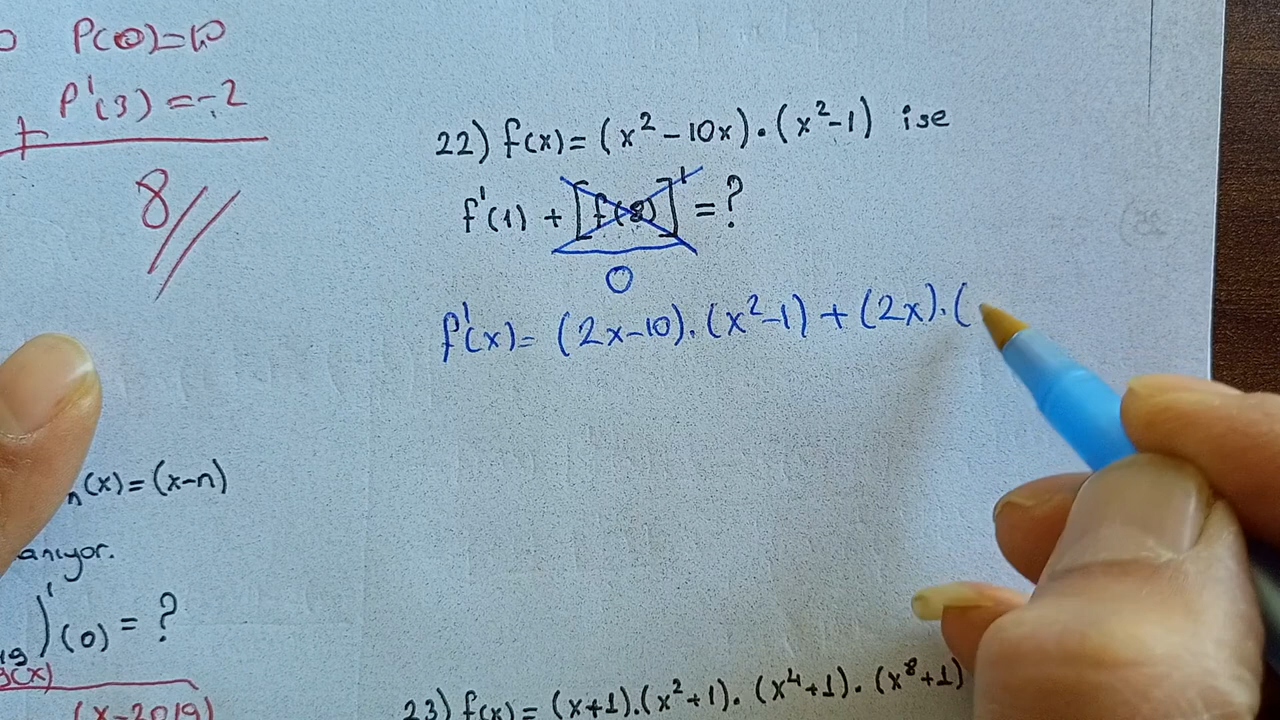 P(0)=10
P'(3)=-2
+
8//
n(x)=(x-n)
anıyor.
)'(0) = ?
g(x)
(x-2019)
22) f(x)= (x²-10x)·(x²-1) ise
f'(1) + [f(8)]' = ?
0
f'(x)= (2x-10).(x²-1) + (2x).(
23) f(x)= (x+1).(x²+1).(x⁴+1).(x⁸+1)